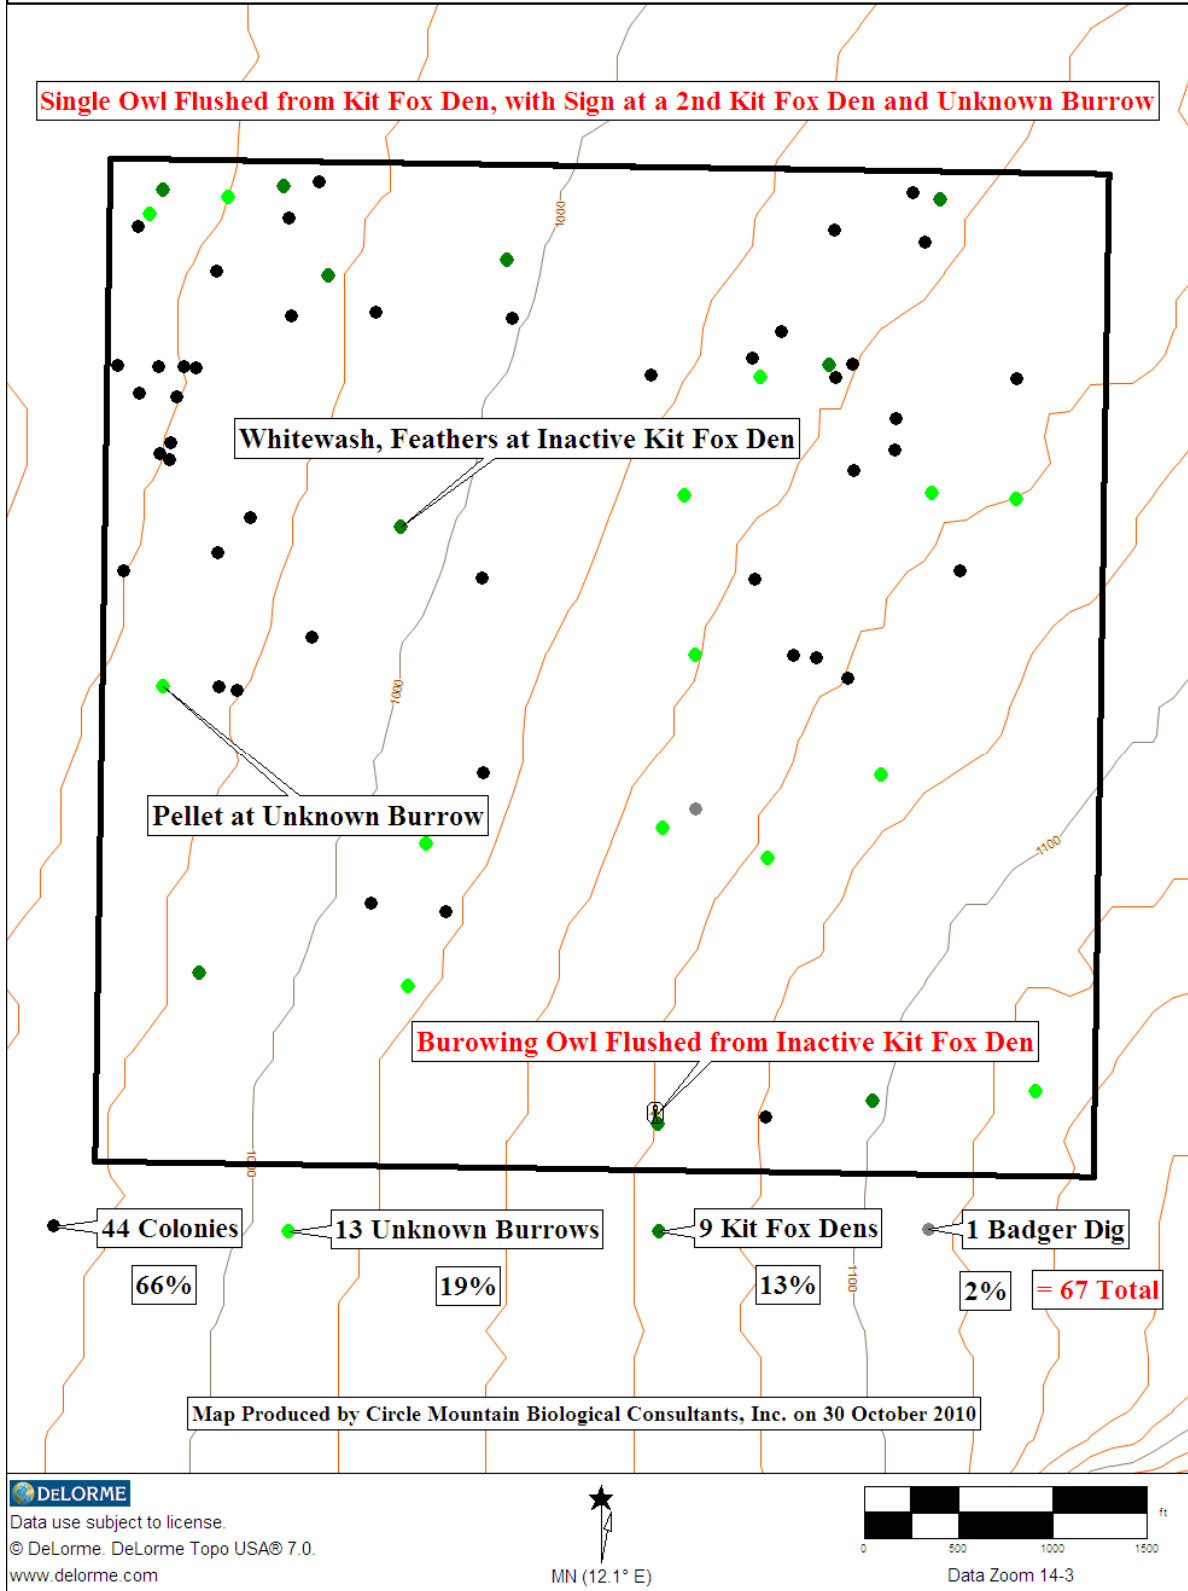 Single Owl Flushed from Kit Fox Den, with Sign at a 2nd Kit Fox Den and Unknown Burrow
1000
Whitewash, Feathers at Inactive Kit Fox Den
1000
Pellet at Unknown Burrow
1100
Burowing Owl Flushed from Inactive Kit Fox Den
1000
44 Colonies
13 Unknown Burrows
9 Kit Fox Dens
1 Badger Dig
66%
19%
13%
2%
= 67 Total
1100
Map Produced by Circle Mountain Biological Consultants, Inc. on 30 October 2010
DELORME
Data use subject to license.
© DeLorme. DeLorme Topo USA® 7.0.
www.delorme.com
MN (12.1° E)
ft
0 500 1000 1500
Data Zoom 14-3